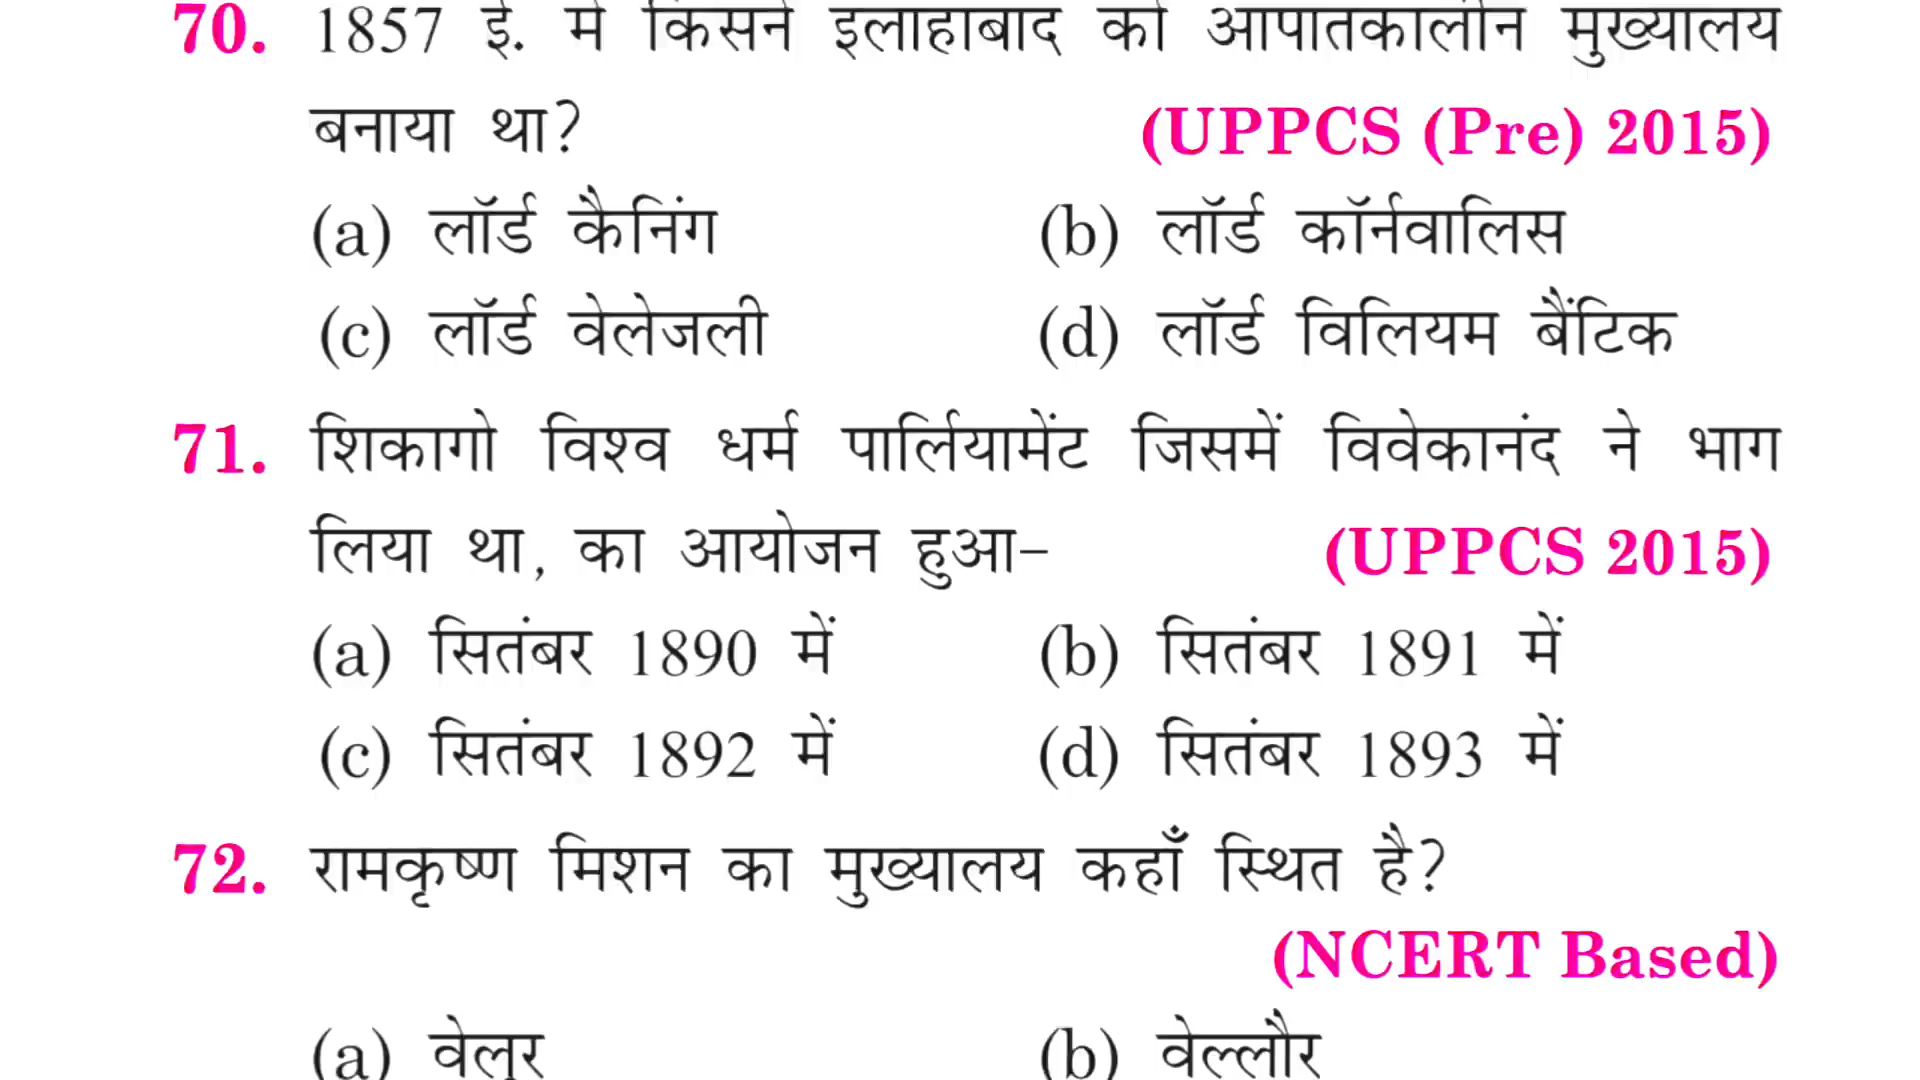 70. 1857 ई. में किसने इलाहाबाद को आपातकालीन मुख्यालय
बनाया था? (UPPCS (Pre) 2015)
(a) लॉर्ड कैनिंग (b) लॉर्ड कॉर्नवालिस
(c) लॉर्ड वेलेजली (d) लॉर्ड विलियम बैंटिक
71. शिकागो विश्व धर्म पार्लियामेंट जिसमें विवेकानंद ने भाग
लिया था, का आयोजन हुआ– (UPPCS 2015)
(a) सितंबर 1890 में (b) सितंबर 1891 में
(c) सितंबर 1892 में (d) सितंबर 1893 में
72. रामकृष्ण मिशन का मुख्यालय कहाँ स्थित है?
(NCERT Based)
(a) वेलूर (b) वेल्लौर